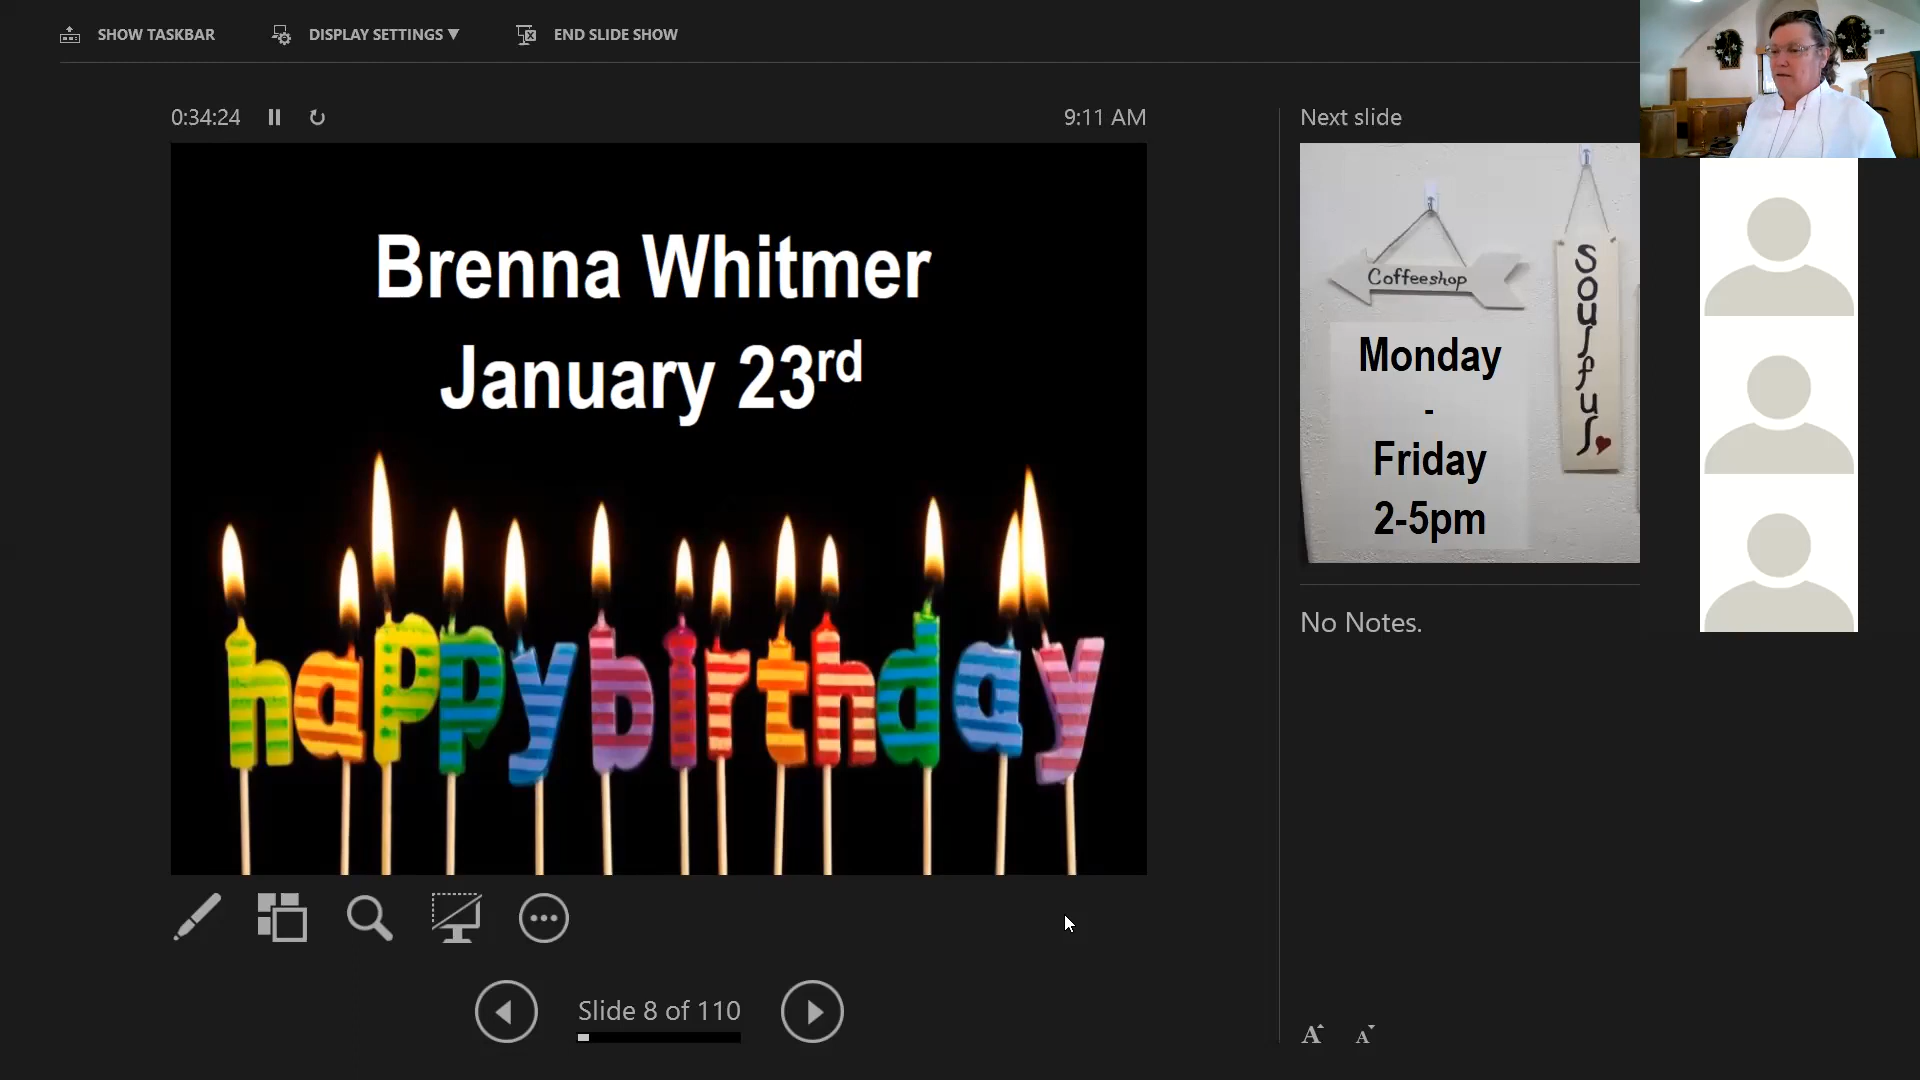 SHOW TASKBAR
DISPLAY SETTINGS ▼
END SLIDE SHOW
0:34:24
9:11 AM
Brenna Whitmer
January 23rd
happybirthday
Slide 8 of 110
Next slide
Coffeeshop
Soulful
Monday
-
Friday
2-5pm
No Notes.
A A